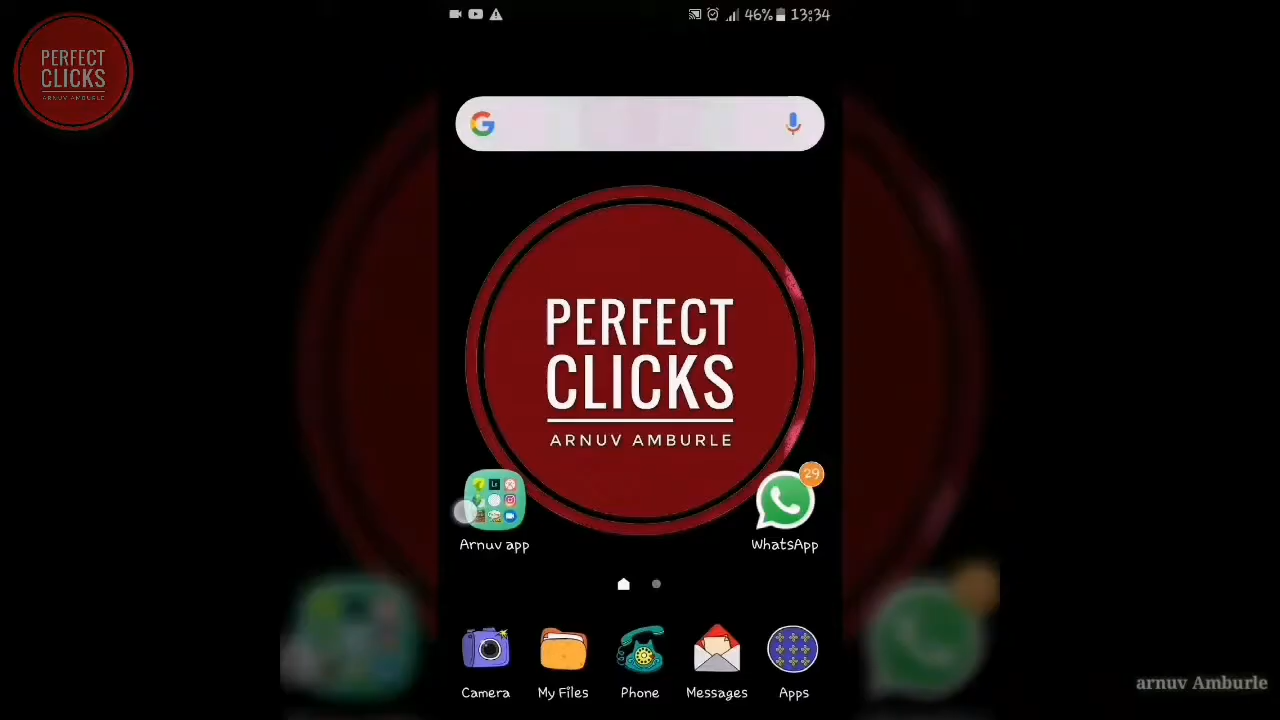 PERFECT
CLICKS
ARNUV AMBURLE
46% 13:34
G
PERFECT
CLICKS
ARNUV AMBURLE
29
Arnuv app
WhatsApp
Camera
My Files
Phone
Messages
Apps
arnuv Amburle